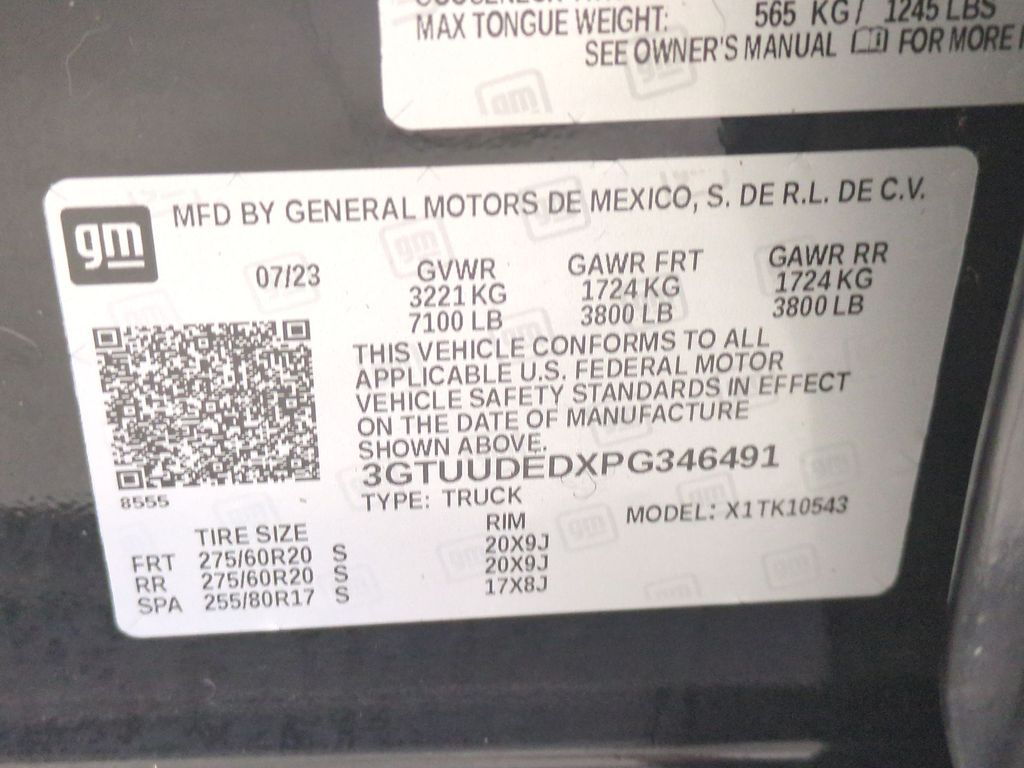 MAX TONGUE WEIGHT: 565 KG/ 1245 LBS
SEE OWNER'S MANUAL FOR MORE
gm
MFD BY GENERAL MOTORS DE MEXICO, S. DE R.L. DE C.V.
07/23 GVWR GAWR FRT GAWR RR
3221 KG 1724 KG 1724 KG
7100 LB 3800 LB 3800 LB
THIS VEHICLE CONFORMS TO ALL
APPLICABLE U.S. FEDERAL MOTOR
VEHICLE SAFETY STANDARDS IN EFFECT
ON THE DATE OF MANUFACTURE
SHOWN ABOVE.
3GTUUDEDXPG346491
8555
TYPE: TRUCK MODEL: X1TK10543
TIRE SIZE RIM
FRT 275/60R20 S 20X9J
RR 275/60R20 S 20X9J
SPA 255/80R17 S 17X8J